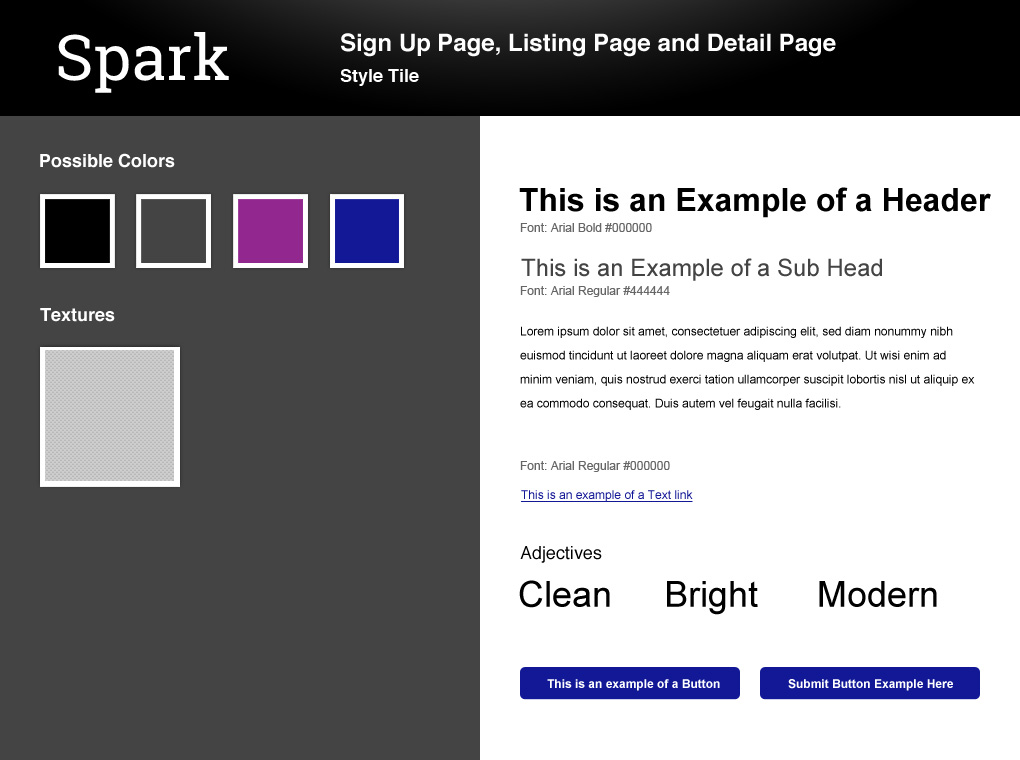 Spark
Sign Up Page, Listing Page and Detail Page
Style Tile
Possible Colors
Textures
This is an Example of a Header
Font: Arial Bold #000000
This is an Example of a Sub Head
Font: Arial Regular #444444
Lorem ipsum dolor sit amet, consectetuer adipiscing elit, sed diam nonummy nibh
euismod tincidunt ut laoreet dolore magna aliquam erat volutpat. Ut wisi enim ad
minim veniam, quis nostrud exerci tation ullamcorper suscipit lobortis nisl ut aliquip ex
ea commodo consequat. Duis autem vel feugait nulla facilisi.
Font: Arial Regular #000000
This is an example of a Text link
Adjectives
Clean Bright Modern
This is an example of a Button Submit Button Example Here